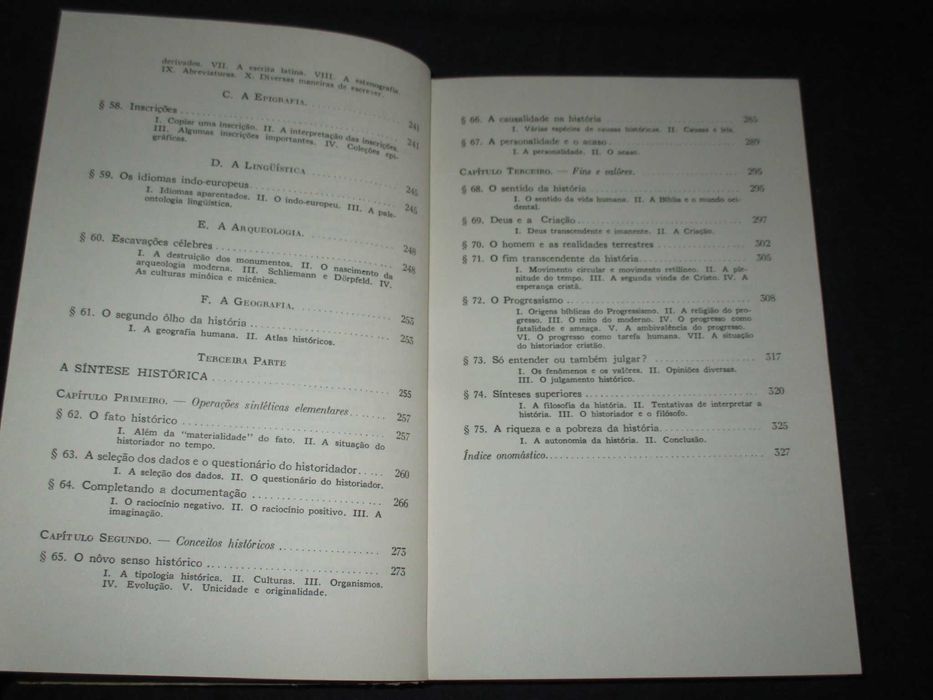 derivados. VII. A escrita latina. VIII. A estenografia.
IX. Abreviaturas. X. Diversas maneiras de escrever.
C. A Epigrafia. 241
§ 58. Inscrições 241
I. Copiar uma inscrição. II. A interpretação das inscrições.
III. Algumas inscrições importantes. IV. Coleções epi-
gráficas.
D. A Lingüística 245
§ 59. Os idiomas indo-europeus 245
I. Idiomas aparentados. II. O indo-europeu. III. A pale-
ontologia lingüística.
E. A Arqueologia. 248
§ 60. Escavações célebres 248
I. A destruição dos monumentos. II. O nascimento da
arqueologia moderna. III. Schliemann e Dörpfeld. IV.
As culturas minóica e micênica.
F. A Geografia. 253
§ 61. O segundo ôlho da história 253
I. A geografia humana. II. Atlas históricos.
Terceira Parte
A SÍNTESE HISTÓRICA 255
Capítulo Primeiro. — Operações sintéticas elementares 257
§ 62. O fato histórico 257
I. Além da "materialidade" do fato. II. A situação do
historiador no tempo.
§ 63. A seleção dos dados e o questionário do historidador. 260
I. A seleção dos dados. II. O questionário do historiador.
§ 64. Completando a documentação 266
I. O raciocínio negativo. II. O raciocínio positivo. III. A
imaginação.
Capítulo Segundo. — Conceitos históricos 273
§ 65. O nôvo senso histórico 273
I. A tipologia histórica. II. Culturas. III. Organismos.
IV. Evolução. V. Unicidade e originalidade.
§ 66. A causalidade na história 285
I. Várias espécies de causas históricas. II. Causas e leis.
§ 67. A personalidade e o acaso 289
I. A personalidade. II. O acaso.
Capítulo Terceiro. — Fins e valôres. 295
§ 68. O sentido da história 295
I. O sentido da vida humana. II. A Bíblia e o mundo oci-
dental.
§ 69. Deus e a Criação 297
I. Deus transcendente e imanente. II. A Criação.
§ 70. O homem e as realidades terrestres 302
§ 71. O fim transcendente da história 305
I. Movimento circular e movimento retilíneo. II. A ple-
nitude do tempo. III. A segunda vinda de Cristo. IV. A
esperança cristã.
§ 72. O Progressismo 308
I. Origens bíblicas do Progressismo. II. A religião do pro-
gresso. III. O mito do moderno. IV. O progresso como
fatalidade e ameaça. V. A ambivalência do progresso.
VI. O progresso como tarefa humana. VII. A situação
do historiador cristão.
§ 73. Só entender ou também julgar? 317
I. Os fenômenos e os valôres. II. Opiniões diversas.
III. O julgamento histórico.
§ 74. Sínteses superiores 320
I. A filosofia da história. II. Tentativas de interpretar a
história. III. O historiador e o filósofo.
§ 75. A riqueza e a pobreza da história 325
I. A autonomia da história. II. Conclusão.
Índice onomástico 327